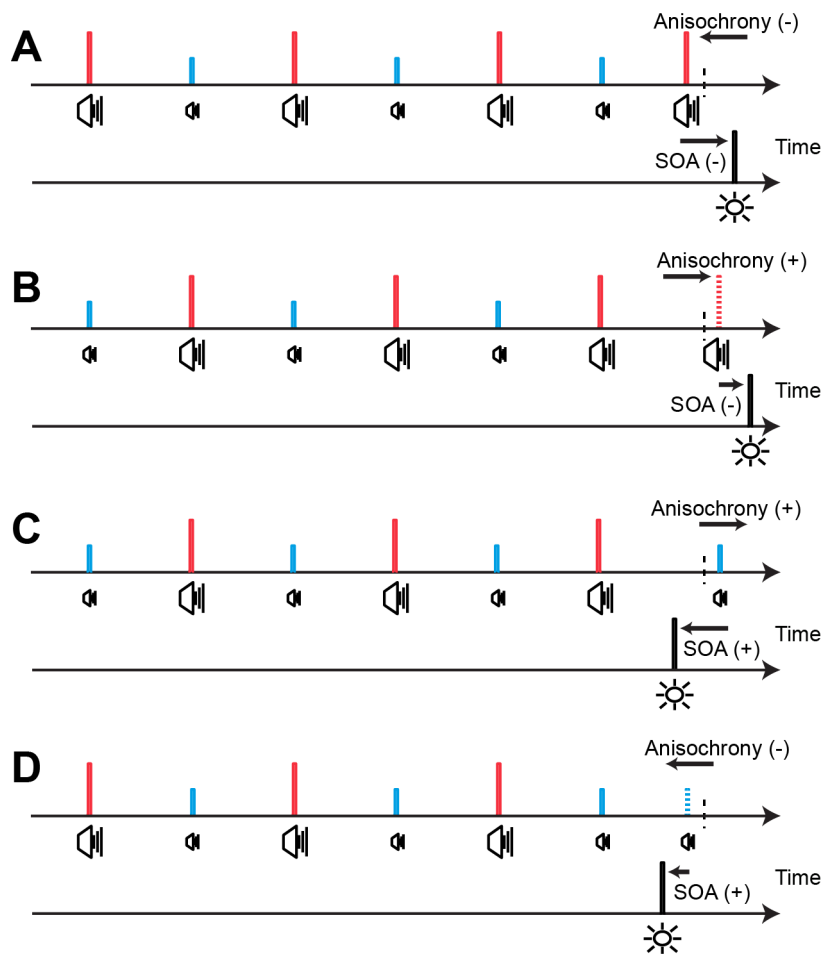 A
Anisochrony (-)
Time
SOA (-)
B
Anisochrony (+)
Time
SOA (-)
C
Anisochrony (+)
Time
SOA (+)
D
Anisochrony (-)
Time
SOA (+)